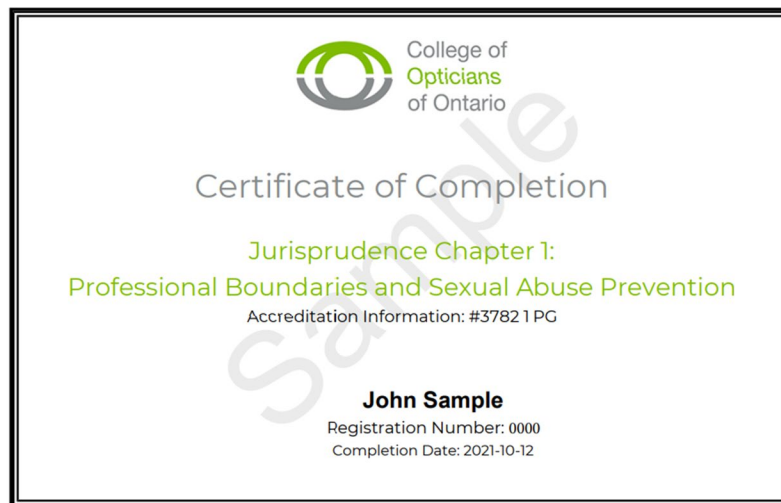 College of
Opticians
of Ontario
Certificate of Completion
Jurisprudence Chapter 1:
Professional Boundaries and Sexual Abuse Prevention
Accreditation Information: #3782 1 PG
Sample
John Sample
Registration Number: 0000
Completion Date: 2021-10-12